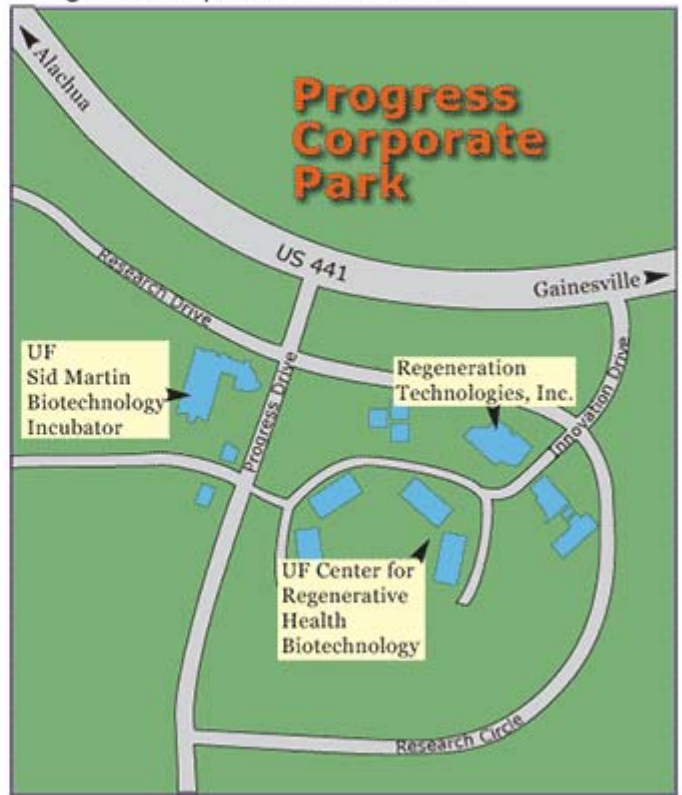 Alachua
Progress
Corporate
Park
US 441
Gainesville
Research Drive
UF
Sid Martin
Biotechnology
Incubator
Progress Drive
Regeneration
Technologies, Inc.
Innovation Drive
UF Center for
Regenerative
Health
Biotechnology
Research Circle